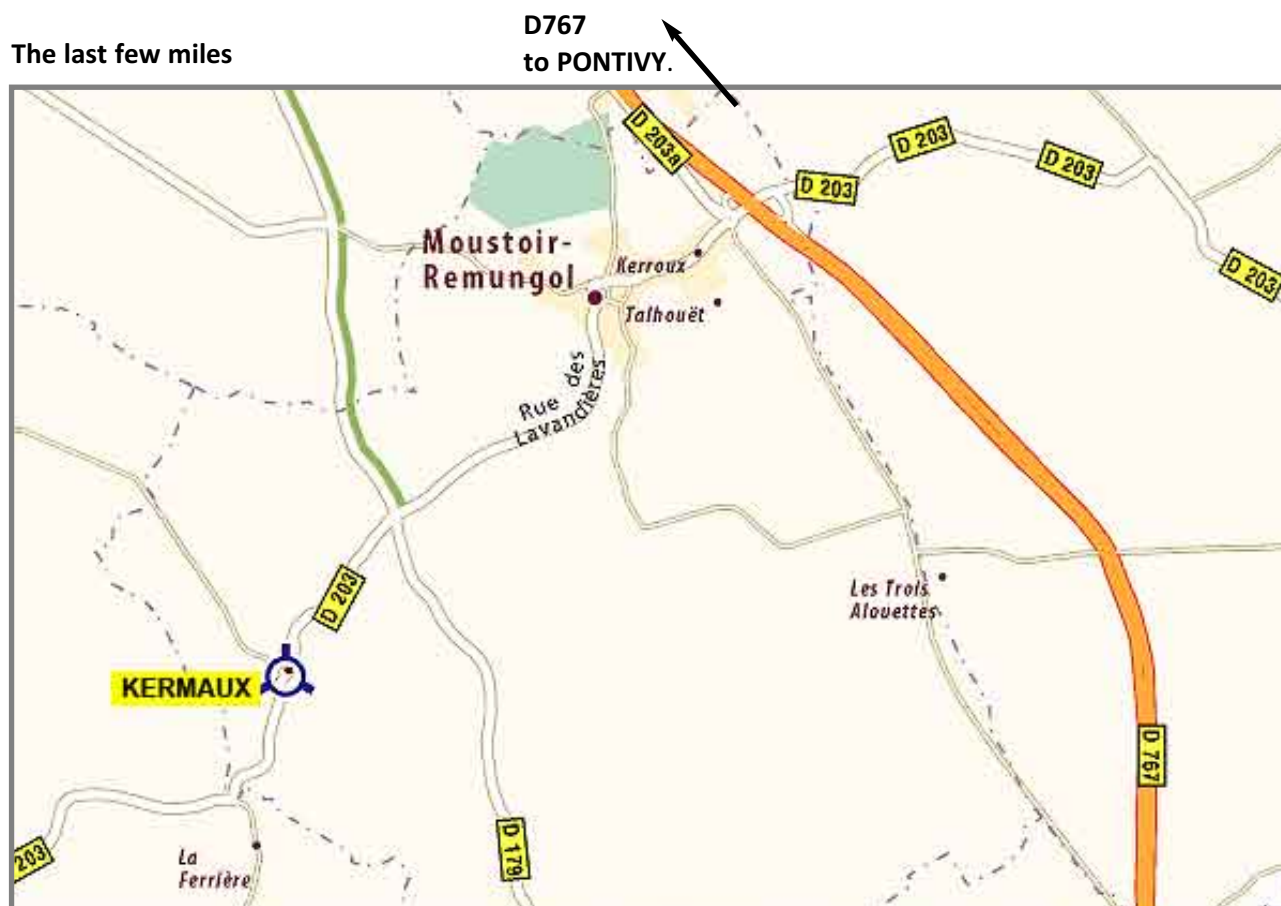 D767
The last few miles
to PONTIVY.
D 203a
D 203
D 203
D 203
D 203
Moustoir-
Remungol
Kerroux
Talhouët
Rue des
Lavandières
D 203
Les Trois
Alouettes
KERMAUX
D 767
D 179
203
La
Ferrière